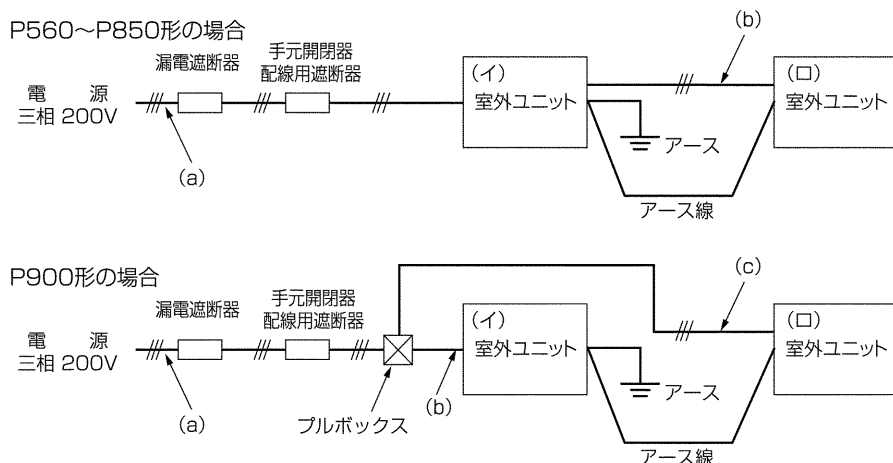 P560～P850形の場合
(b)
漏電遮断器
手元開閉器
配線用遮断器
(イ)
室外ユニット
(ロ)
室外ユニット
電　源
三相 200V
(a)
アース
アース線
P900形の場合
(c)
漏電遮断器
手元開閉器
配線用遮断器
(イ)
室外ユニット
(ロ)
室外ユニット
電　源
三相 200V
(a)
プルボックス
(b)
アース
アース線